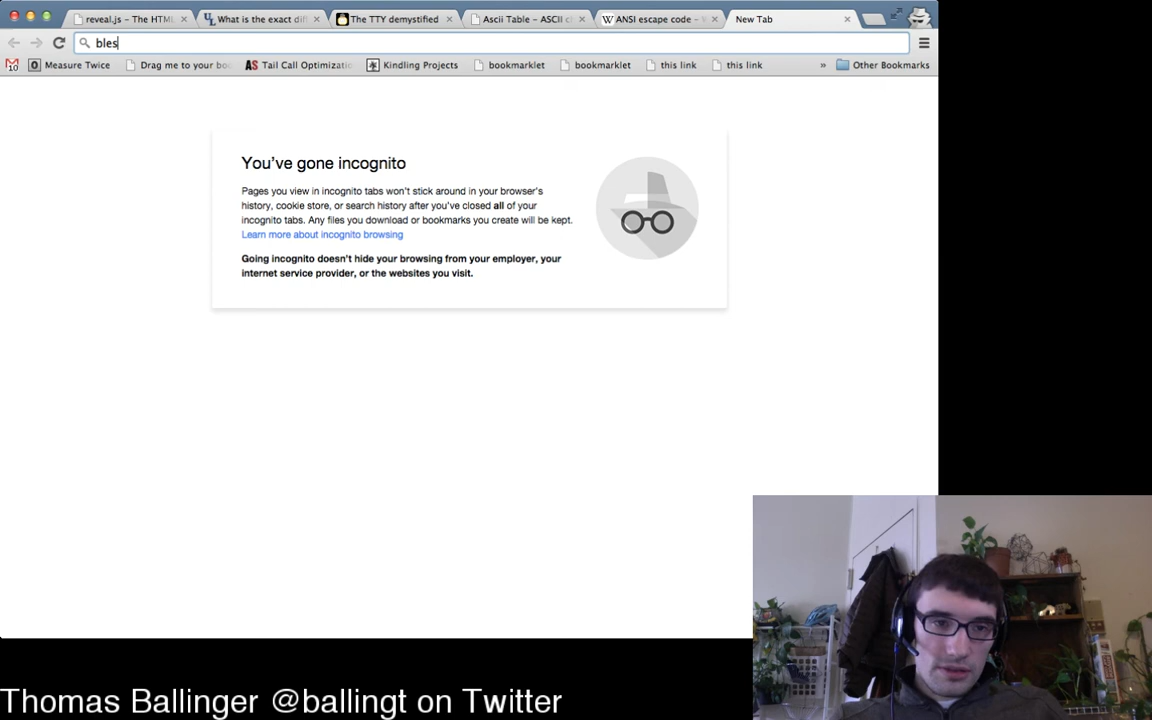 reveal.js - The HTML
What is the exact dif
The TTY demystified
Ascii Table - ASCII c
W ANSI escape code -
New Tab
bles
10
Measure Twice
Drag me to your bo
AS Tail Call Optimizatio
Kindling Projects
bookmarklet
bookmarklet
this link
this link
»
Other Bookmarks
You've gone incognito
Pages you view in incognito tabs won't stick around in your browser's
history, cookie store, or search history after you've closed all of your
incognito tabs. Any files you download or bookmarks you create will be kept.
Learn more about incognito browsing
Going incognito doesn't hide your browsing from your employer, your
internet service provider, or the websites you visit.
Thomas Ballinger @ballingt on Twitter